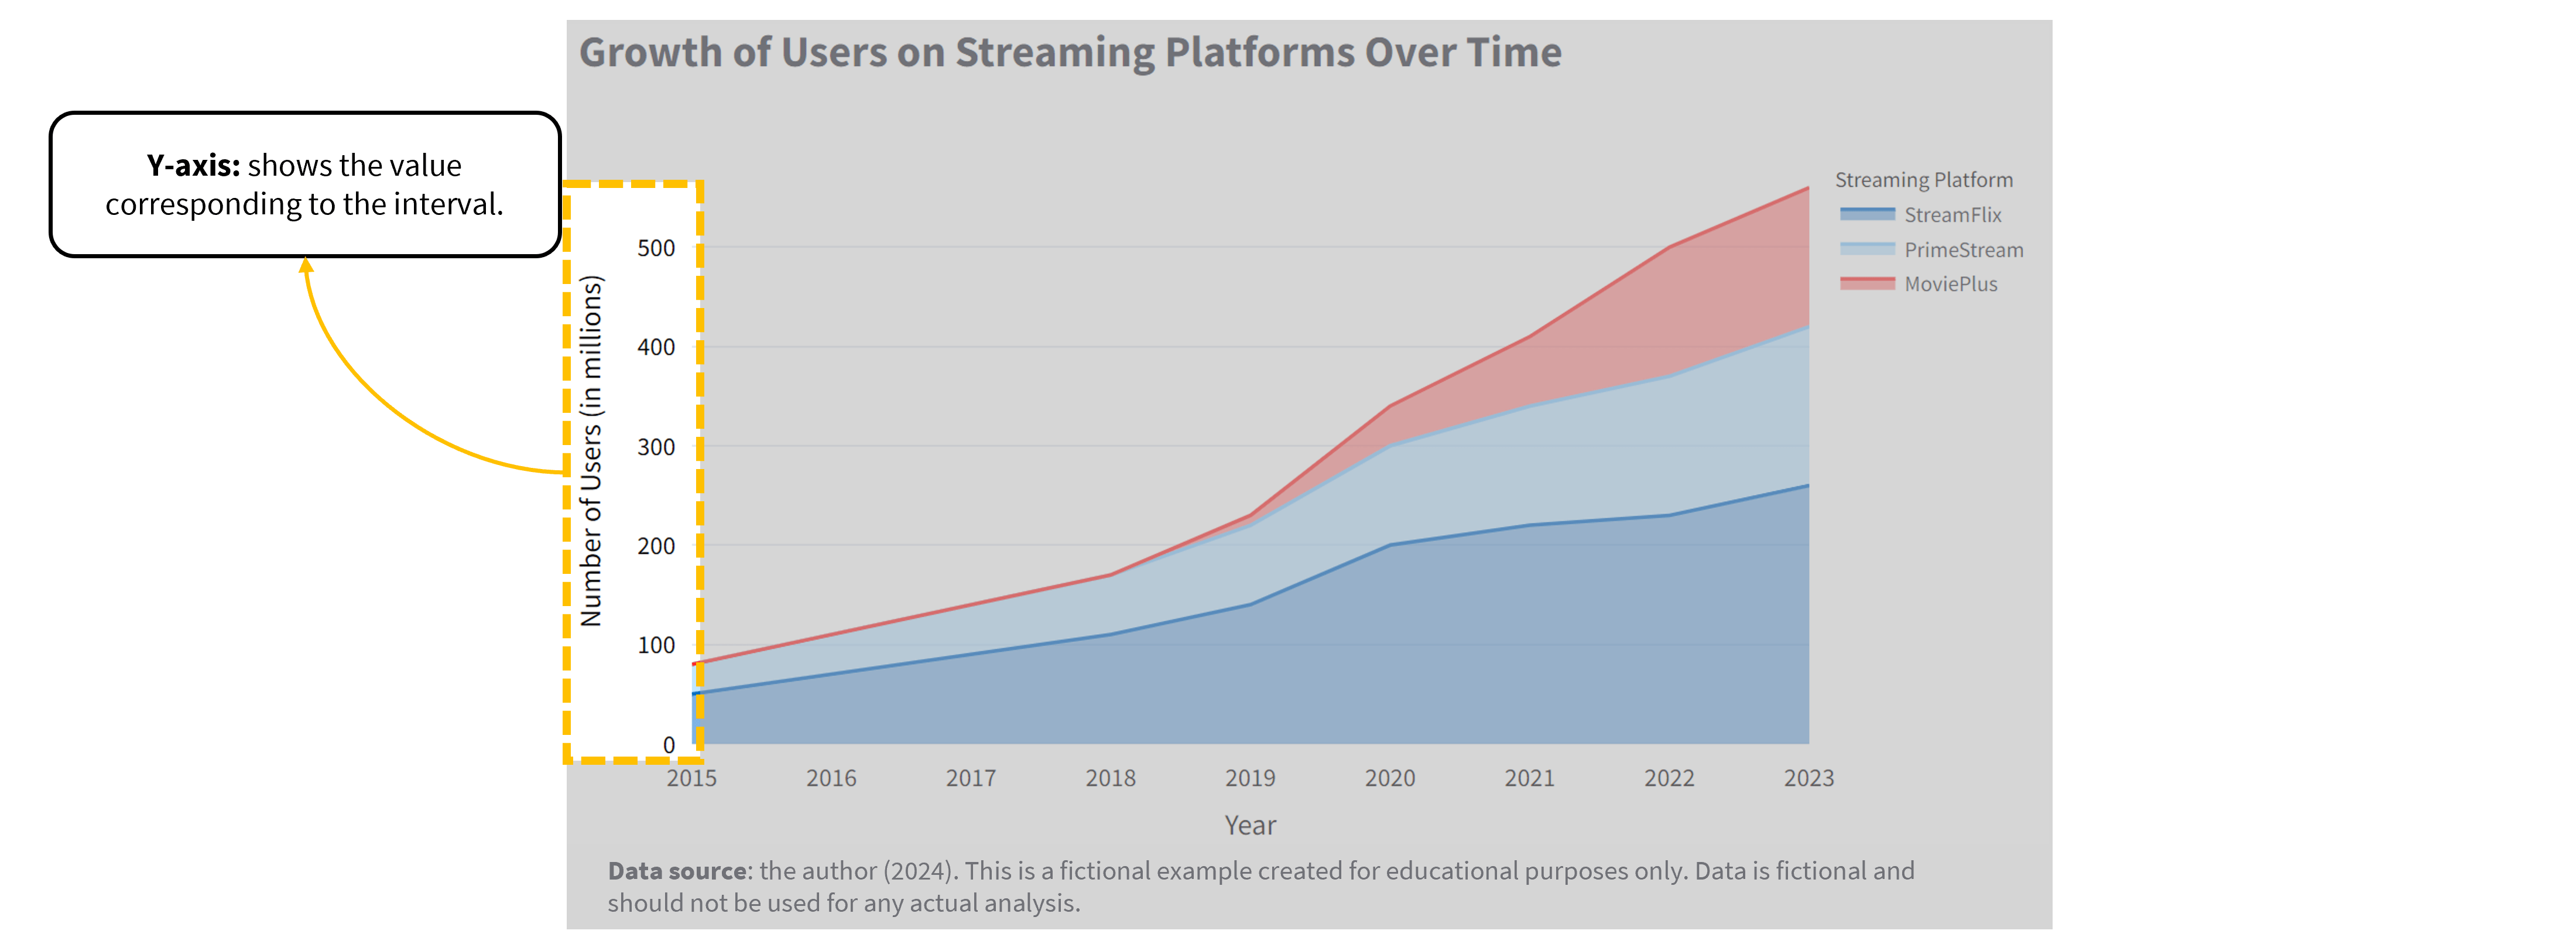 Growth of Users on Streaming Platforms Over Time
Y-axis: shows the value
corresponding to the interval.
Number of Users (in millions)
500
400
300
200
100
0
2015 2016 2017 2018 2019 2020 2021 2022 2023
Year
Streaming Platform
StreamFlix
PrimeStream
MoviePlus
Data source: the author (2024). This is a fictional example created for educational purposes only. Data is fictional and
should not be used for any actual analysis.